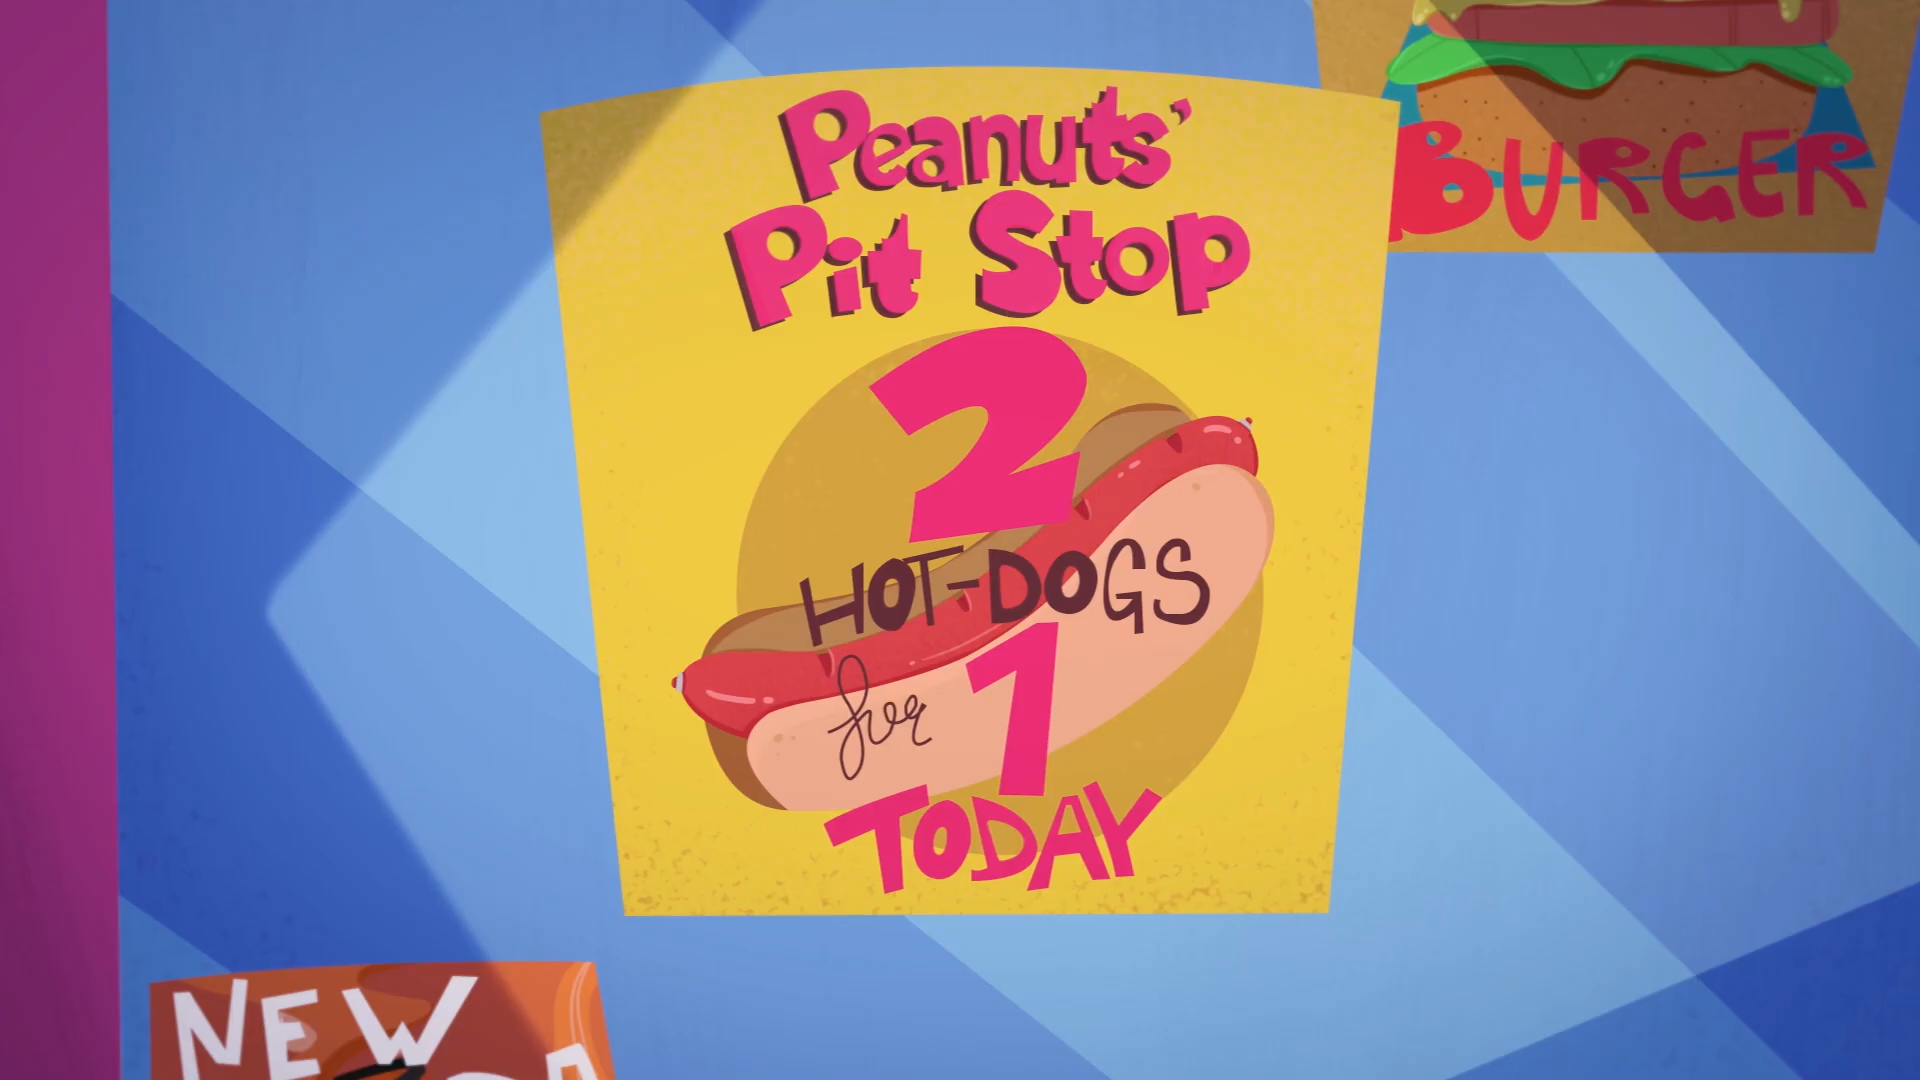 Peanuts'
Pit Stop
2
HOT-DOGS
for 1
TODAY
BURGER
NEW